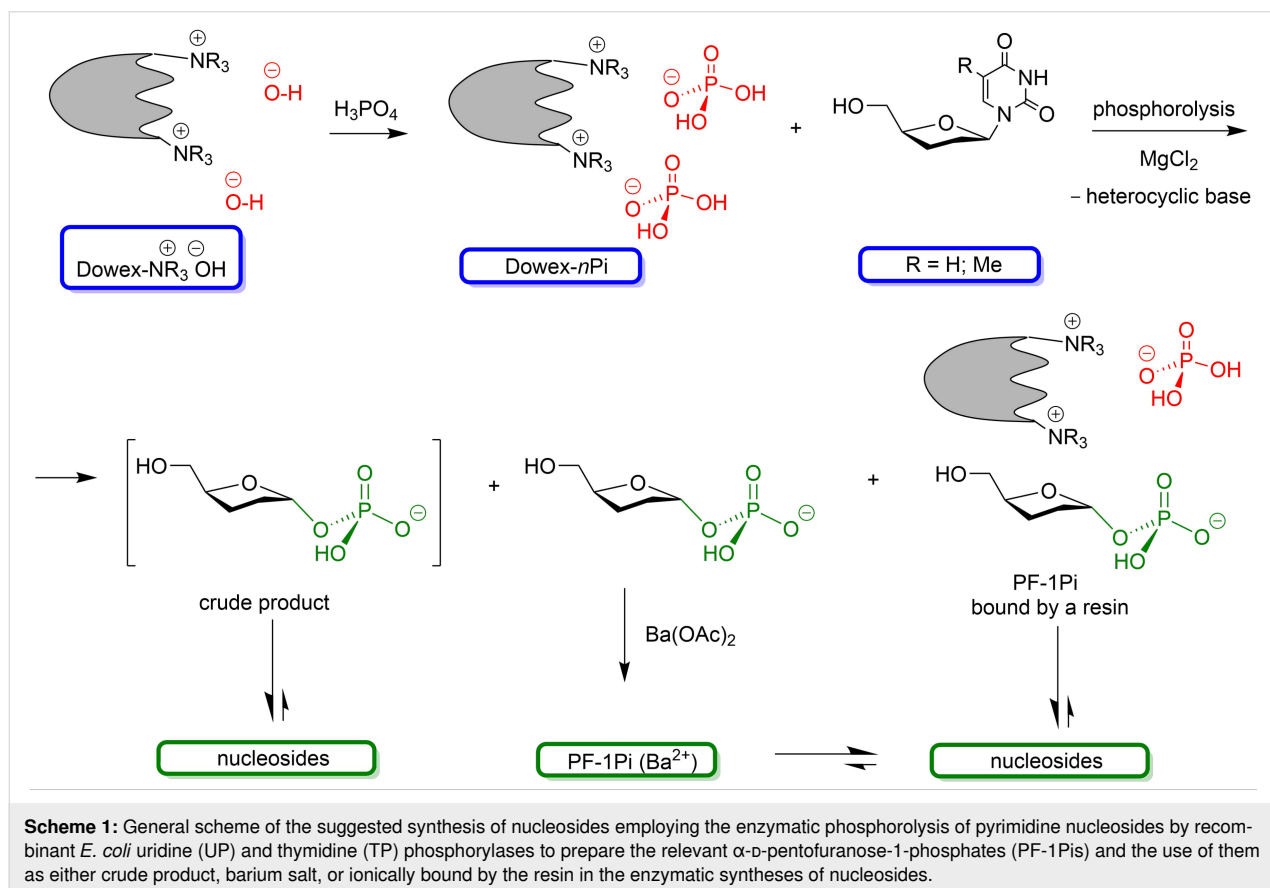 ⊕
NR₃
⊖
O-H
⊕
NR₃
⊖
O-H
H₃PO₄
⊕
NR₃
⊕
NR₃
O
⊖
O
P
OH
HO
O
⊖
O
P
OH
HO
+
HO
O
R
O
NH
N
O
phosphorolysis
MgCl₂
– heterocyclic base
⊕ ⊖
Dowex-NR₃ OH
Dowex-nPi
R = H; Me
HO
O
O
P
O
O⊖
HO
crude product
+
HO
O
O
P
O
O⊖
HO
+
⊕
NR₃
⊕
NR₃
O
⊖
O
P
OH
HO
HO
O
O
P
O
O⊖
HO
PF-1Pi
bound by a resin
Ba(OAc)₂
nucleosides
PF-1Pi (Ba²⁺)
nucleosides
Scheme 1: General scheme of the suggested synthesis of nucleosides employing the enzymatic phosphorolysis of pyrimidine nucleosides by recom-
binant E. coli uridine (UP) and thymidine (TP) phosphorylases to prepare the relevant α-ᴅ-pentofuranose-1-phosphates (PF-1Pis) and the use of them
as either crude product, barium salt, or ionically bound by the resin in the enzymatic syntheses of nucleosides.